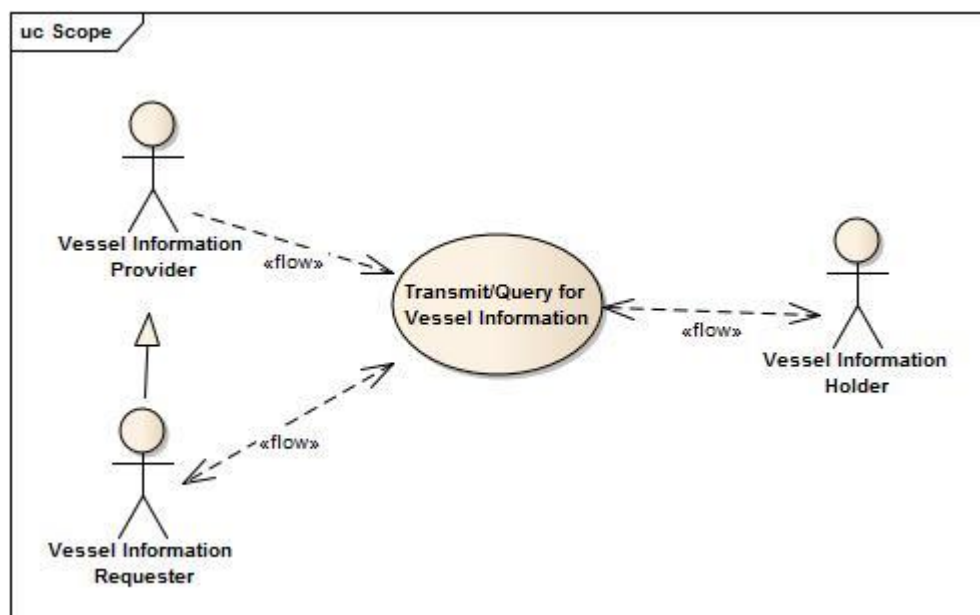 uc Scope
Vessel Information
Provider
«flow»
Transmit/Query for
Vessel Information
«flow»
Vessel Information
Holder
«flow»
Vessel Information
Requester